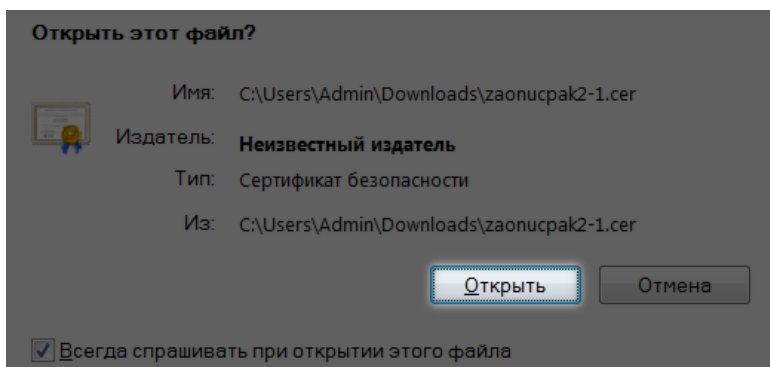 Открыть этот файл?
Имя: C:\Users\Admin\Downloads\zaonucpak2-1.cer
Издатель: Неизвестный издатель
Тип: Сертификат безопасности
Из: C:\Users\Admin\Downloads\zaonucpak2-1.cer
Открыть Отмена
Всегда спрашивать при открытии этого файла